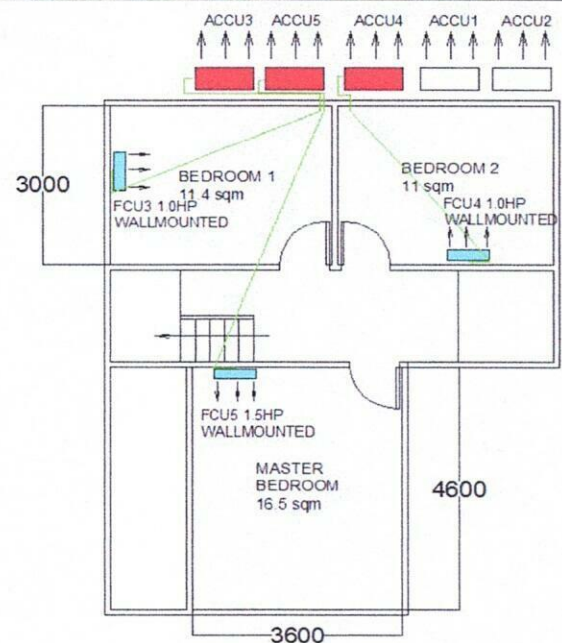 ACCU3 ACCU5 ACCU4 ACCU1 ACCU2
3000
BEDROOM 1
11.4 sqm
FCU3 1.0HP
WALLMOUNTED
BEDROOM 2
11 sqm
FCU4 1.0HP
WALLMOUNTED
FCU5 1.5HP
WALLMOUNTED
MASTER
BEDROOM
16.5 sqm
4600
3600